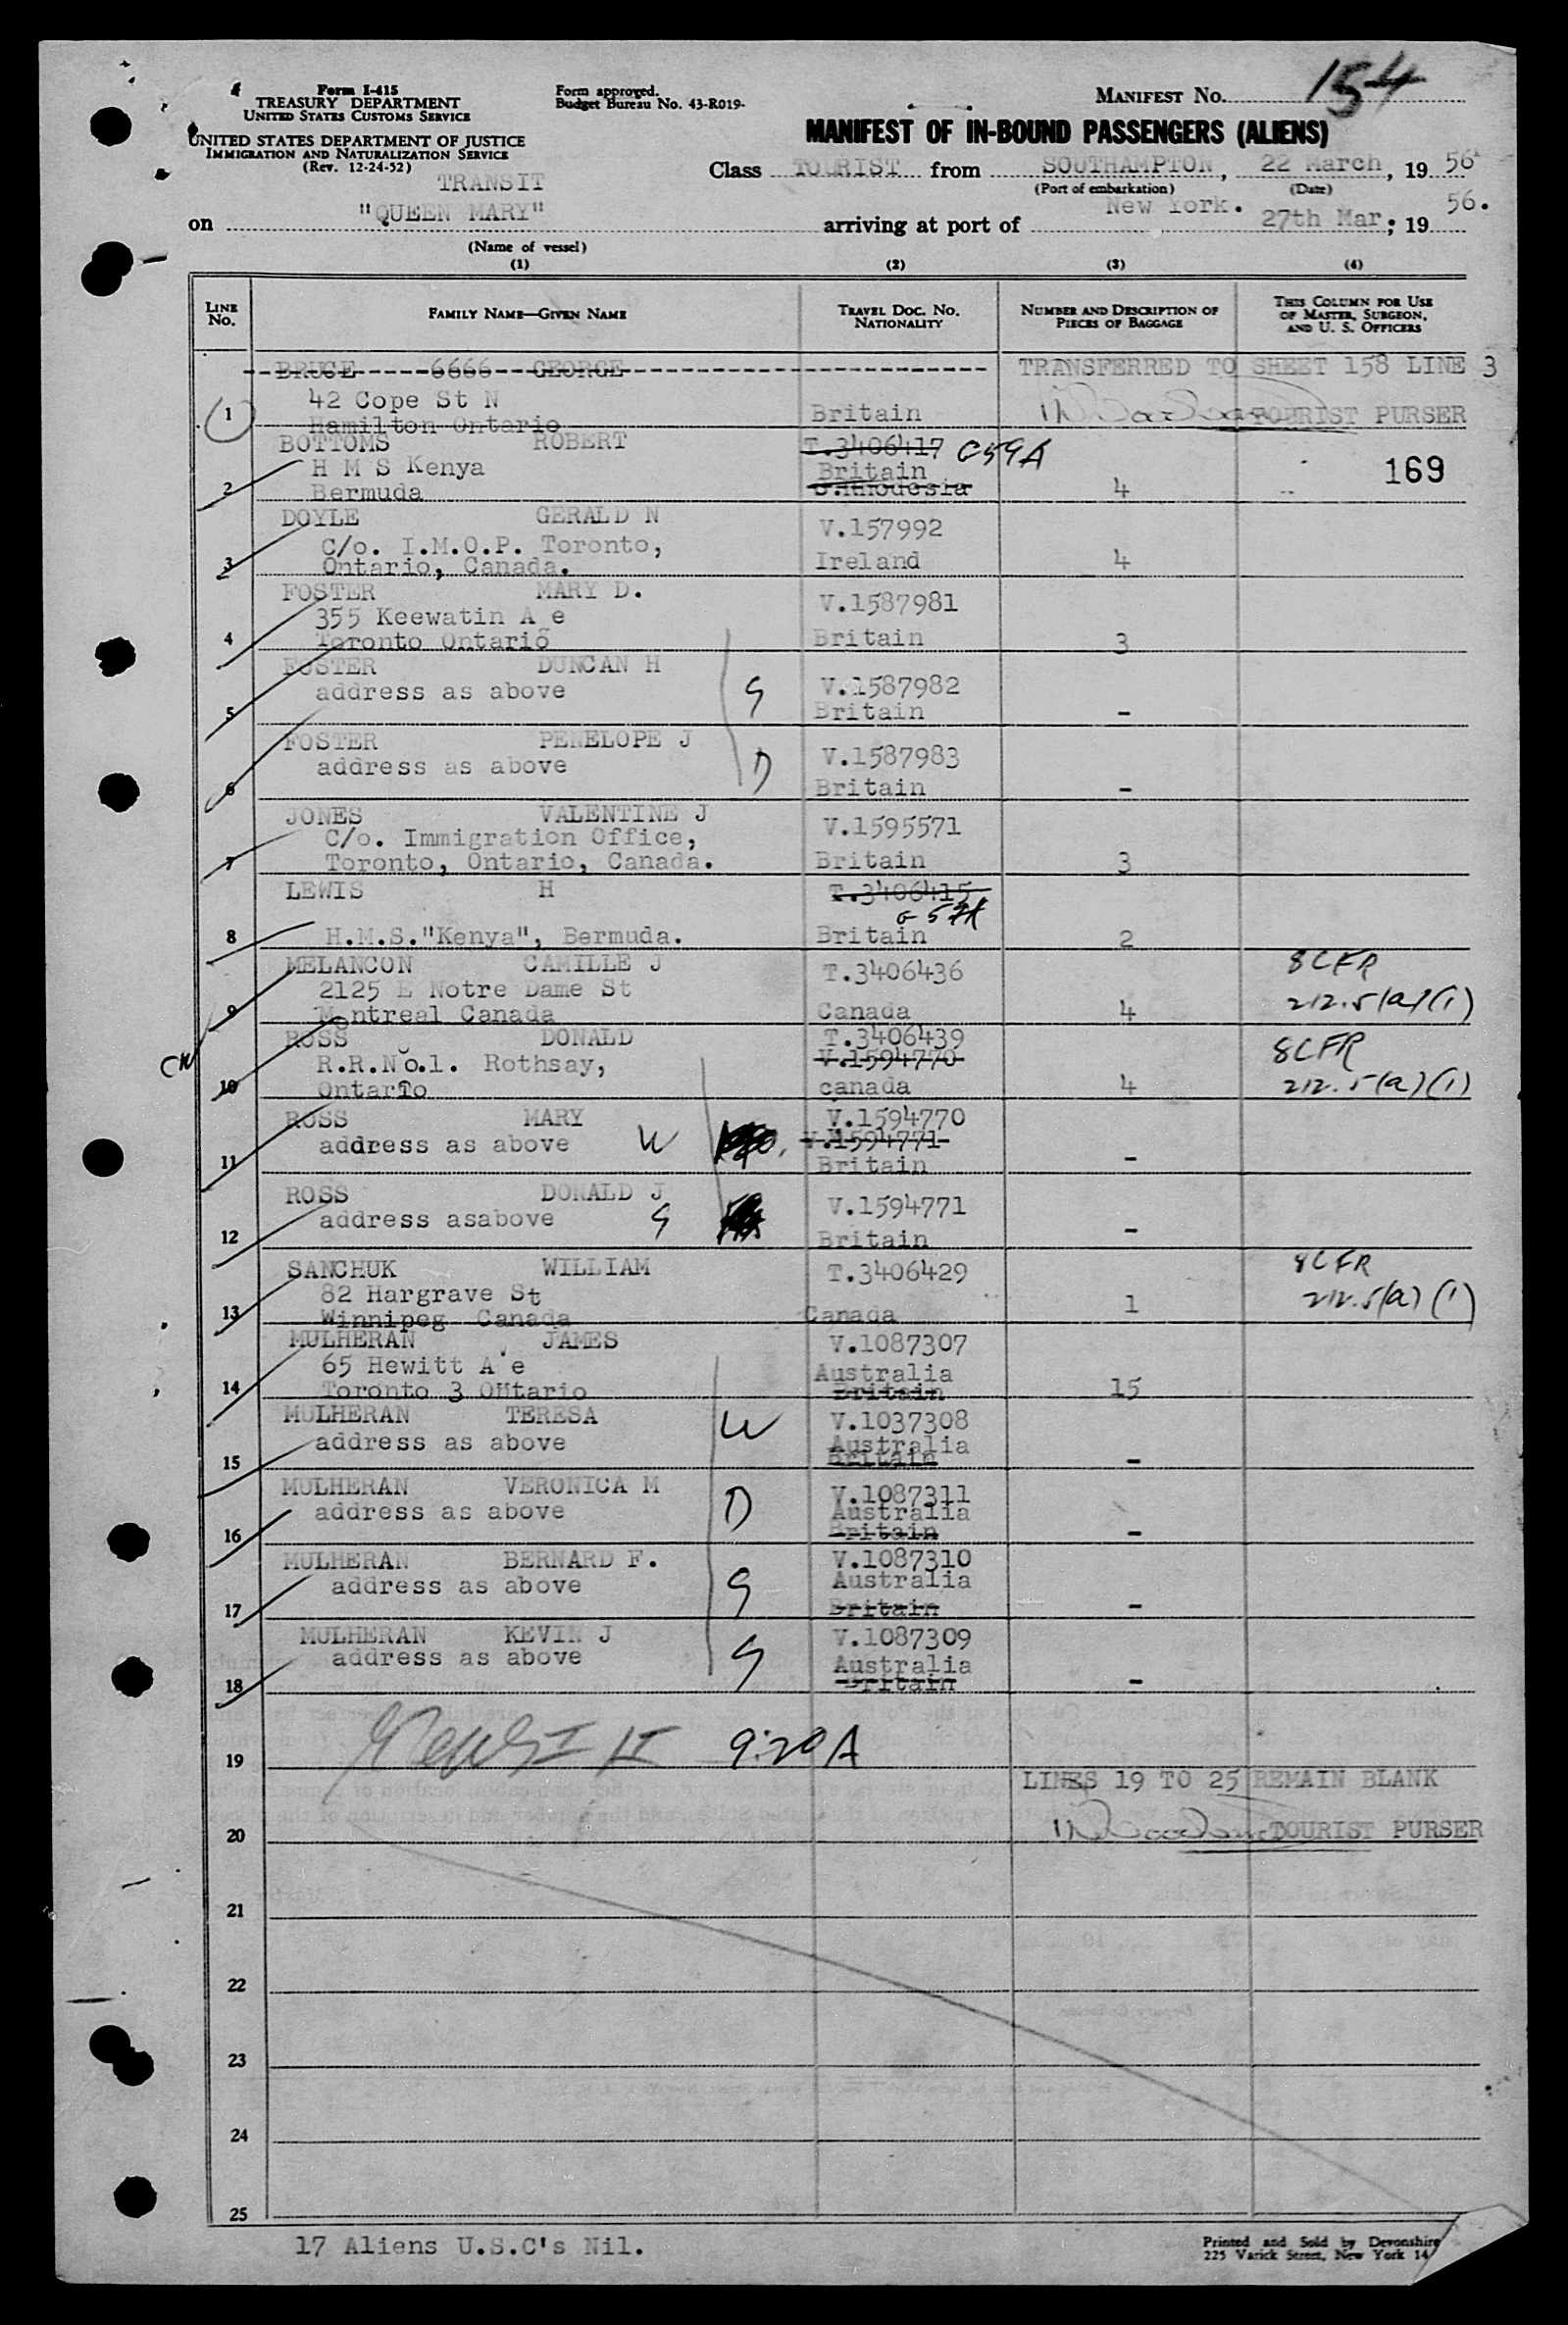 Form I-415
TREASURY DEPARTMENT
UNITED STATES CUSTOMS SERVICE
UNITED STATES DEPARTMENT OF JUSTICE
IMMIGRATION AND NATURALIZATION SERVICE
(Rev. 12-24-52)
TRANSIT
Form approved.
Budget Bureau No. 43-R019-
MANIFEST No. 154
MANIFEST OF IN-BOUND PASSENGERS (ALIENS)
Class TOURIST from SOUTHAMPTON, 22 March, 19 56
(Port of embarkation) (Date)
on "QUEEN MARY" arriving at port of New York. 27th Mar; 19 56.
(Name of vessel)
(1) (2) (3) (4)
LINE No. FAMILY NAME—GIVEN NAME TRAVEL DOC. No. NATIONALITY NUMBER AND DESCRIPTION OF PIECES OF BAGGAGE THIS COLUMN FOR USE OF MASTER, SURGEON, AND U. S. OFFICERS
BRUCE 6666 GEORGE TRANSFERRED TO SHEET 158 LINE 3
42 Cope St N
1 Hamilton Ontario Britain TOURIST PURSER
BOTTOMS ROBERT T.3406417 G59A
H M S Kenya Britain 169
2 Bermuda S.Rhodesia 4
DOYLE GERALD N V.157992
C/o. I.M.O.P. Toronto,
3 Ontario, Canada. Ireland 4
FOSTER MARY D. V.1587981
355 Keewatin A e
4 Toronto Ontario Britain 3
FOSTER DUNCAN H
address as above S V.1587982
5 Britain -
FOSTER PENELOPE J
address as above D V.1587983
6 Britain -
JONES VALENTINE J V.1595571
C/o. Immigration Office,
7 Toronto, Ontario, Canada. Britain 3
LEWIS H T.3406415
8 H.M.S."Kenya", Bermuda. Britain 2
MELANCON CAMILLE J T.3406436 8CFR
2125 E Notre Dame St 212.5(a)(1)
9 Montreal Canada Canada 4
ROSS DONALD T.3406439 8CFR
R.R.No.1. Rothsay, V.1594770
10 Ontario canada 4 212.5(a)(1)
ROSS MARY V.1594770
address as above W V.1594771
11 Britain -
ROSS DONALD J V.1594771
address asabove S
12 Britain -
SANCHUK WILLIAM T.3406429 8CFR
82 Hargrave St 212.5(a)(1)
13 Winnipeg Canada Canada 1
MULHERAN JAMES V.1087307
65 Hewitt A e Australia
14 Toronto 3 OHtario Britain 15
MULHERAN TERESA W V.1037308
address as above Australia
15 Britain -
MULHERAN VERONICA M V.1087311
address as above D Australia
16 Britain -
MULHERAN BERNARD F. V.1087310
address as above S Australia
17 Britain -
MULHERAN KEVIN J V.1087309
address as above S Australia
18 Britain -
19 9:20A
LINES 19 TO 25 REMAIN BLANK
20 TOURIST PURSER
21
22
23
24
25
17 Aliens U.S.C's Nil.
Printed and Sold by Devonshire
225 Varick Street, New York 14